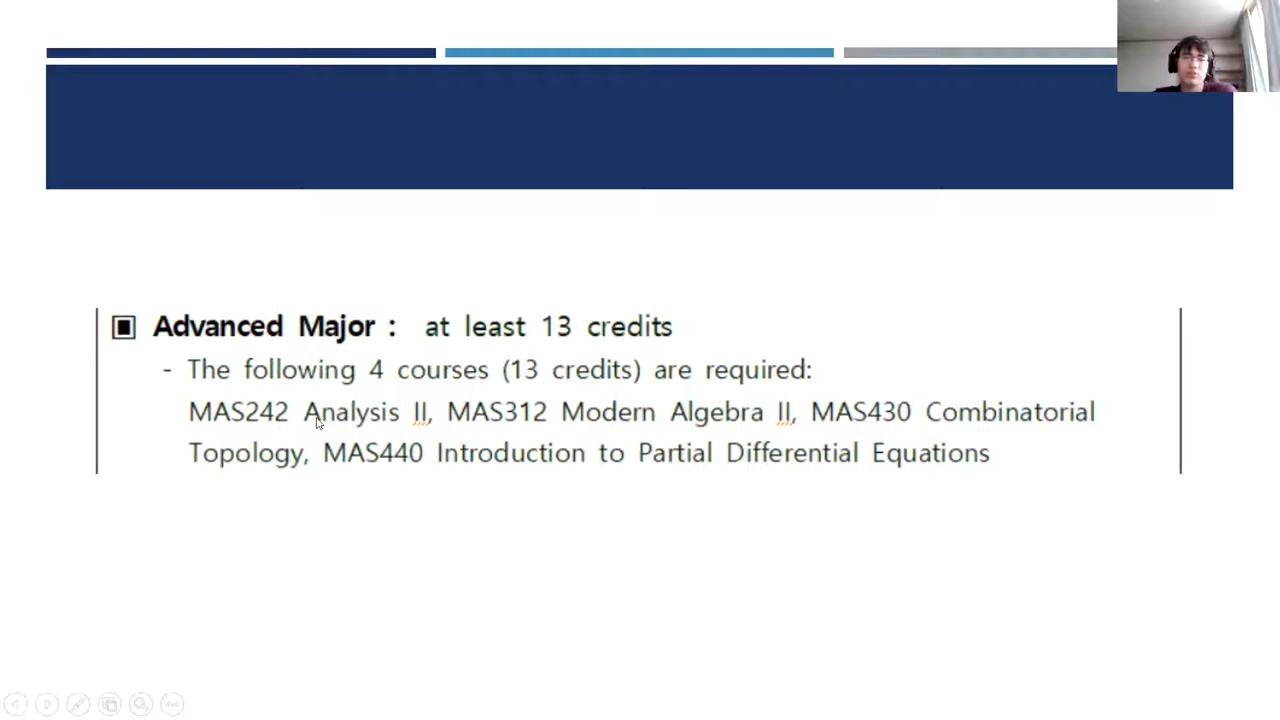 ▣ Advanced Major : at least 13 credits
- The following 4 courses (13 credits) are required:
MAS242 Analysis II, MAS312 Modern Algebra II, MAS430 Combinatorial
Topology, MAS440 Introduction to Partial Differential Equations